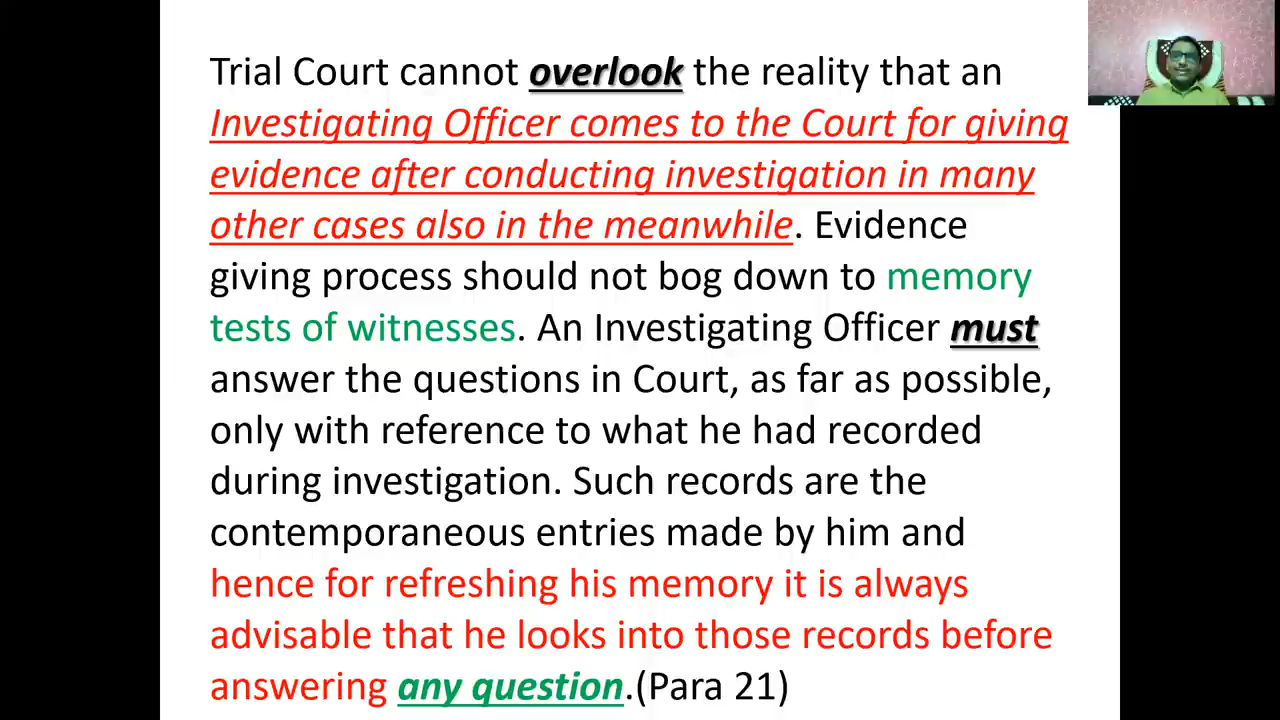 Trial Court cannot overlook the reality that an
Investigating Officer comes to the Court for giving
evidence after conducting investigation in many
other cases also in the meanwhile. Evidence
giving process should not bog down to memory
tests of witnesses. An Investigating Officer must
answer the questions in Court, as far as possible,
only with reference to what he had recorded
during investigation. Such records are the
contemporaneous entries made by him and
hence for refreshing his memory it is always
advisable that he looks into those records before
answering any question.(Para 21)